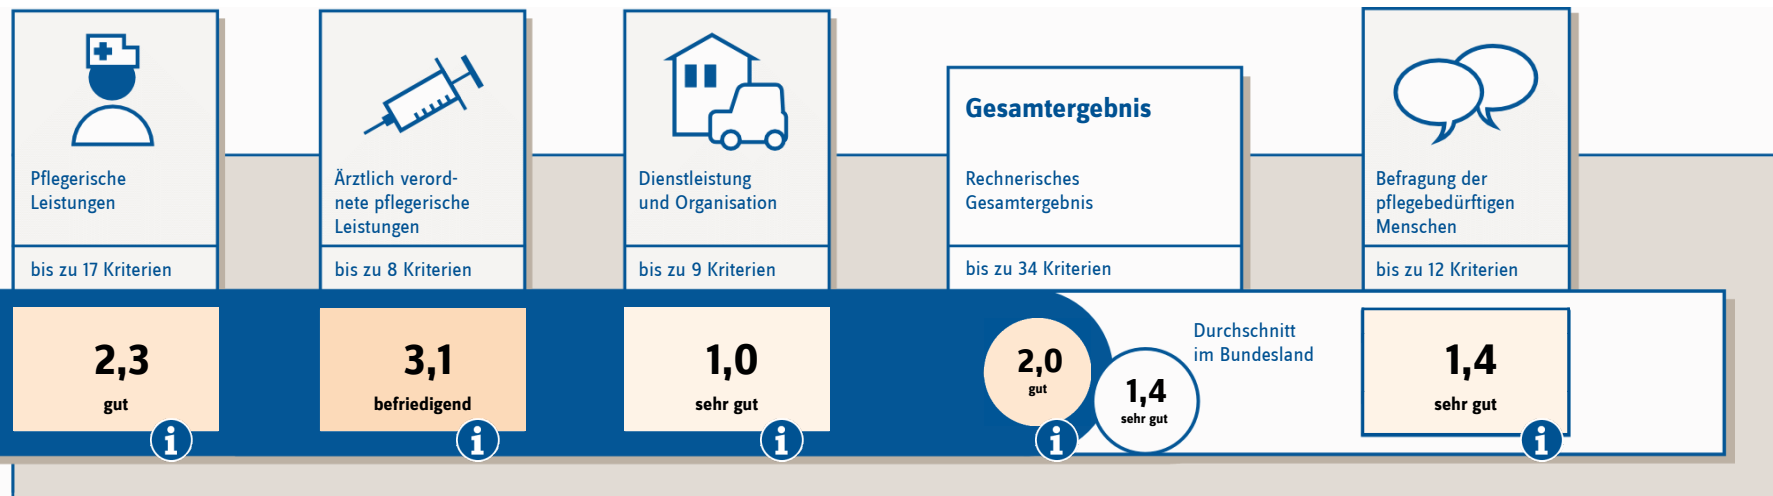 Pflegerische
Leistungen
bis zu 17 Kriterien
2,3
gut
i
Ärztlich verord-
nete pflegerische
Leistungen
bis zu 8 Kriterien
3,1
befriedigend
i
Dienstleistung
und Organisation
bis zu 9 Kriterien
1,0
sehr gut
i
Gesamtergebnis
Rechnerisches
Gesamtergebnis
bis zu 34 Kriterien
2,0
gut
i
1,4
sehr gut
Durchschnitt
im Bundesland
Befragung der
pflegebedürftigen
Menschen
bis zu 12 Kriterien
1,4
sehr gut
i